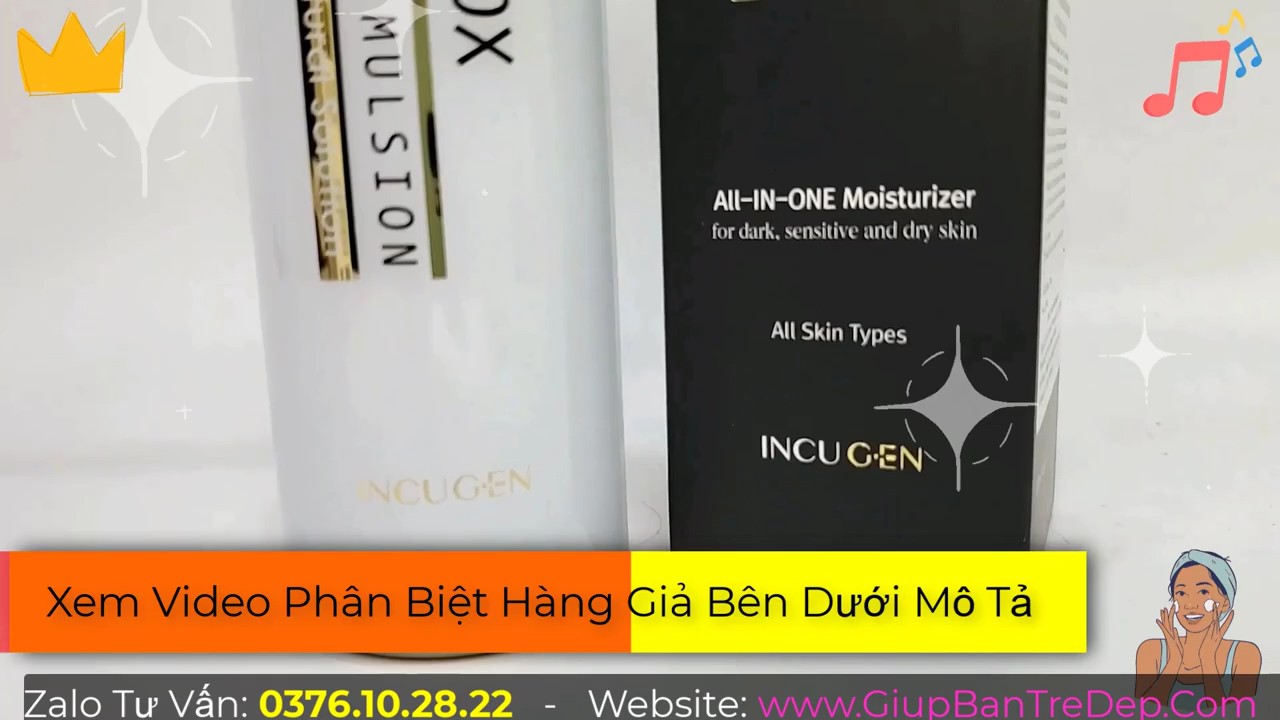 OX
MULSION
INCUGEN
All-IN-ONE Moisturizer
for dark, sensitive and dry skin
All Skin Types
INCUGEN
Xem Video Phân Biệt Hàng Giả Bên Dưới Mô Tả
Zalo Tư Vấn: 0376.10.28.22 - Website: www.GiupBanTreDep.Com